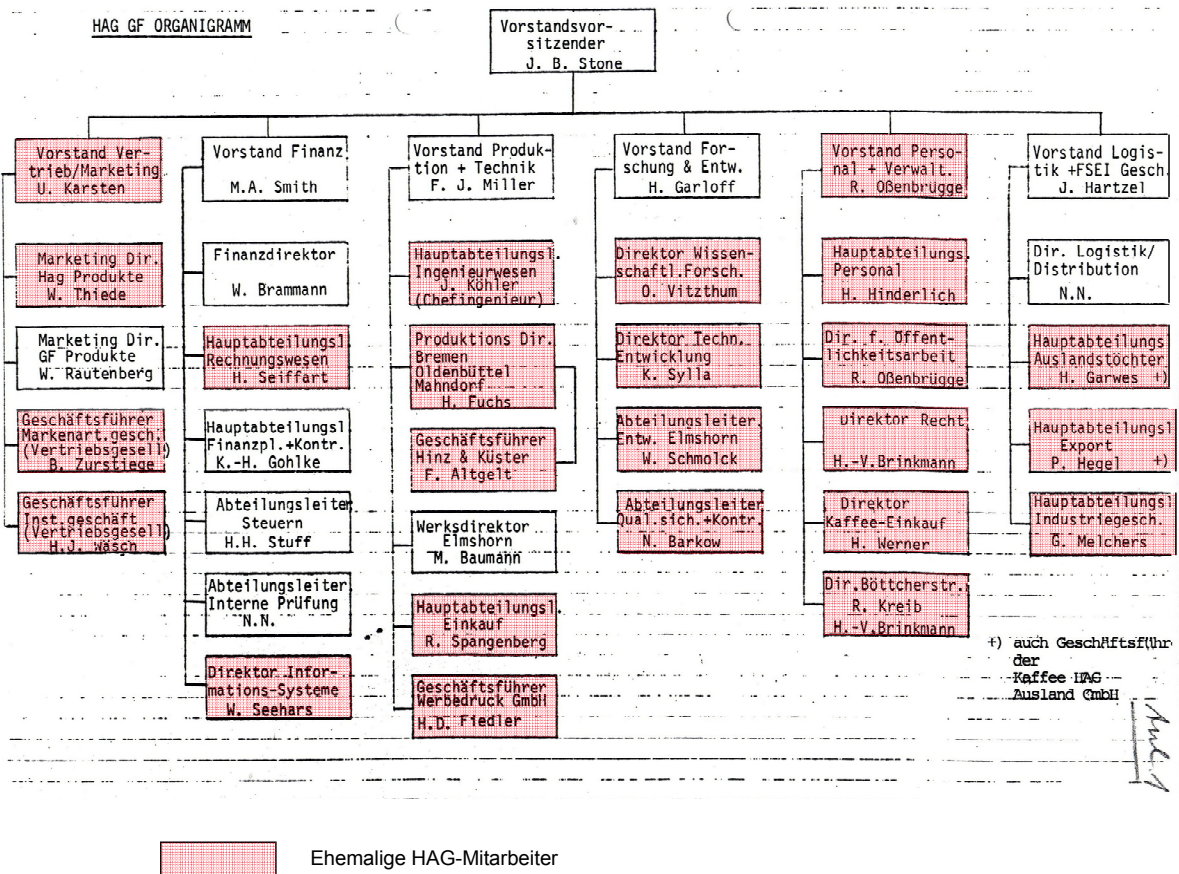 HAG GF ORGANIGRAMM
Vorstandsvor-
sitzender
J. B. Stone
Vorstand Ver-
trieb/Marketing
U. Karsten
Marketing Dir.
Hag Produkte
W. Thiede
Marketing Dir.
GF Produkte
W. Rautenberg
Geschäftsführer
Markenart.gesch.
(Vertriebsgesell)
B. Zurstiege
Geschäftsführer
Inst.geschäft
(Vertriebsgesell)
H.J. Wäsch
Vorstand Finanz
M.A. Smith
Finanzdirektor
W. Brammann
Hauptabteilungsl
Rechnungswesen
H. Seiffart
Hauptabteilungsl
Finanzpl.+Kontr.
K.-H. Gohlke
Abteilungsleiter
Steuern
H.H. Stuff
Abteilungsleiter
Interne Prüfung
N.N.
Direktor Infor-
mations-Systeme
W. Seehars
Vorstand Produk-
tion + Technik
F. J. Miller
Hauptabteilungsl.
Ingenieurwesen
J. Köhler
(Chefingenieur)
Produktions Dir.
Bremen
Oldenbüttel
Mahndorf
H. Fuchs
Geschäftsführer
Hinz & Küster
F. Altgelt
Werksdirektor
Elmshorn
M. Baumann
Hauptabteilungsl.
Einkauf
R. Spangenberg
Geschäftsführer
Werbedruck GmbH
H.D. Fiedler
Vorstand For-
schung & Entw.
H. Garloff
Direktor Wissen-
schaftl.Forsch.
O. Vitzthum
Direktor Techn.
Entwicklung
K. Sylla
Abteilungsleiter
Entw. Elmshorn
W. Schmolck
Abteilungsleiter
Qual.sich.+Kontr.
N. Barkow
Vorstand Perso-
nal + Verwalt.
R. Oßenbrügge
Hauptabteilungs.
Personal
H. Hinderlich
Dir. f. Öffent-
lichkeitsarbeit
R. Oßenbrügge
Direktor Recht
H.-V.Brinkmann
Direktor
Kaffee-Einkauf
H. Werner
Dir.Böttcherstr.
R. Kreib
H.-V.Brinkmann
Vorstand Logis-
tik +FSEI Gesch.
J. Hartzel
Dir. Logistik/
Distribution
N.N.
Hauptabteilungs
Auslandstöchter
H. Garwes +)
Hauptabteilungsl
Export
P. Hegel +)
Hauptabteilungsl
Industriegesch.
G. Melchers
+) auch Geschäftsführ
der
Kaffee HAG
Ausland GmbH
Ehemalige HAG-Mitarbeiter